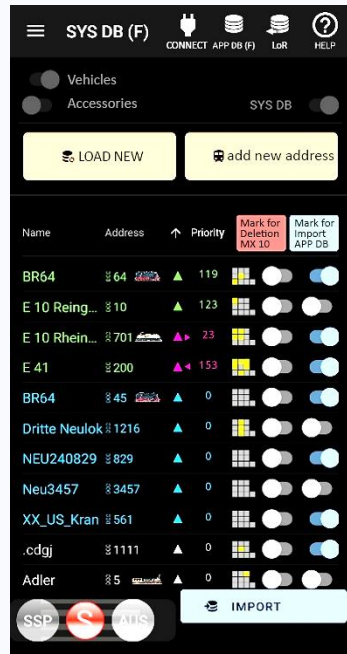 SYS DB (F)
CONNECT APP DB (F) LoR HELP
Vehicles
Accessories SYS DB
LOAD NEW add new address
Name Address Priority Mark for Deletion MX 10 Mark for Import APP DB
BR64 64 119
E 10 Reing... 10 123
E 10 Rhein... 701 23
E 41 200 153
BR64 45 0
Dritte Neulok 1216 0
NEU240829 829 0
Neu3457 3457 0
XX_US_Kran 561 0
.cdgj 1111 0
Adler 5 0
IMPORT
SSP S AUS